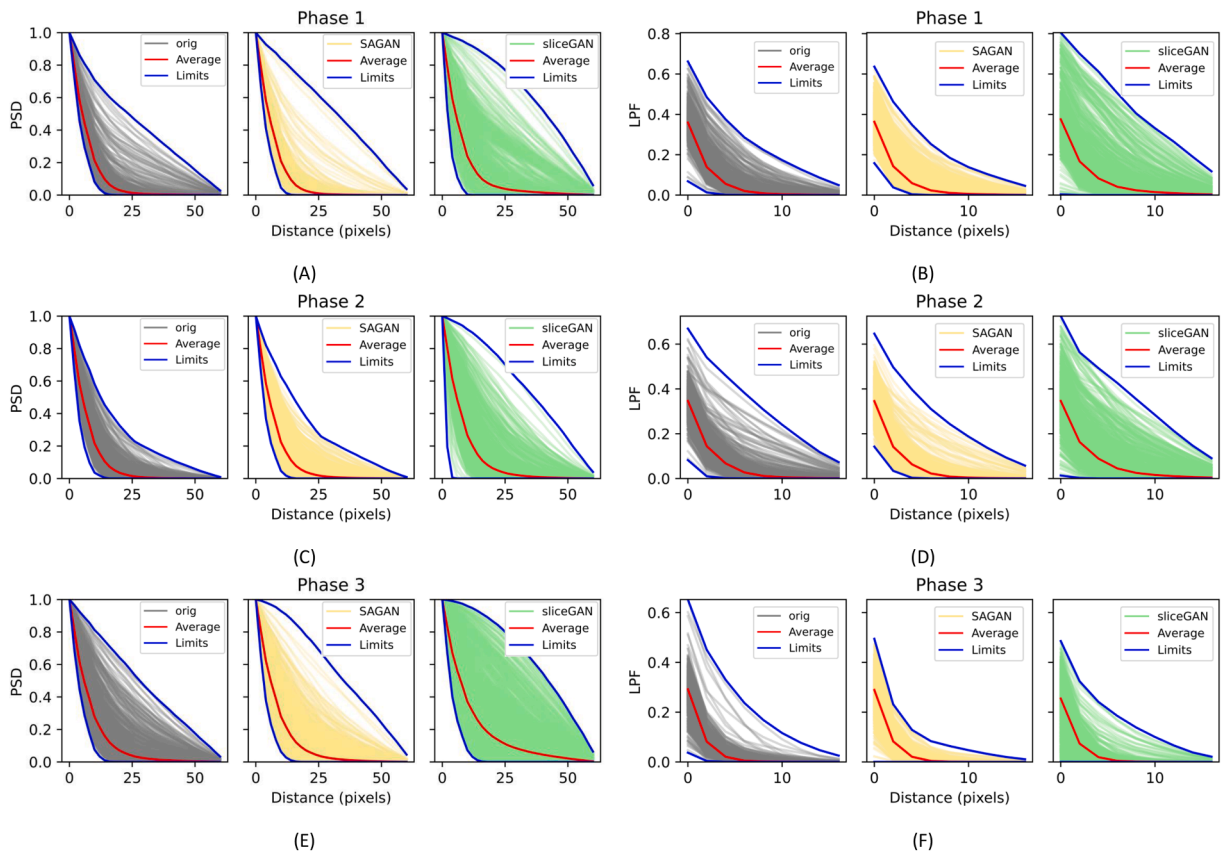 Phase 1
1.0
0.8
0.6
0.4
0.2
0.0
PSD
orig
Average
Limits
SAGAN
Average
Limits
sliceGAN
Average
Limits
0 50
0 25 50
0 50
Distance (pixels)
(A)
Phase 1
0.8
0.6
0.4
0.2
0.0
LPF
orig
Average
Limits
SAGAN
Average
Limits
sliceGAN
Average
Limits
0 10
0 10
0 10
Distance (pixels)
(B)
Phase 2
1.0
0.8
0.6
0.4
0.2
0.0
PSD
orig
Average
Limits
SAGAN
Average
Limits
sliceGAN
Average
Limits
0 25 50
0 25 50
0 25 50
Distance (pixels)
(C)
Phase 2
0.6
0.4
0.2
0.0
LPF
orig
Average
Limits
SAGAN
Average
Limits
sliceGAN
Average
Limits
0 10
0 10
0 10
Distance (pixels)
(D)
Phase 3
1.0
0.8
0.6
0.4
0.2
0.0
PSD
orig
Average
Limits
SAGAN
Average
Limits
sliceGAN
Average
Limits
0 25 50
0 25 50
0 25 50
Distance (pixels)
(E)
Phase 3
0.6
0.4
0.2
0.0
LPF
orig
Average
Limits
SAGAN
Average
Limits
sliceGAN
Average
Limits
0 10
0 10
0 10
Distance (pixels)
(F)